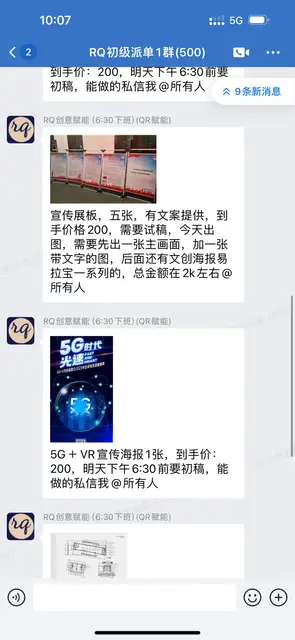 10:07
5G
2
RQ初级派单1群(500)
到手价：200，明天下午6:30前要
初稿，能做的私信我@所有人
9条新消息
RQ创意赋能 (6:30下班)(QR赋能)
rq
宣传展板，五张，有文案提供，到
手价格200，需要试稿，今天出
图，需要先出一张主画面，加一张
带文字的图，后面还有文创海报易
拉宝一系列的，总金额在2k左右@
所有人
RQ创意赋能 (6:30下班)(QR赋能)
rq
5G时代
光速
5G
5G＋VR宣传海报1张，到手价：
200，明天下午6:30前要初稿，能
做的私信我@所有人
RQ创意赋能 (6:30下班)(QR赋能)
rq